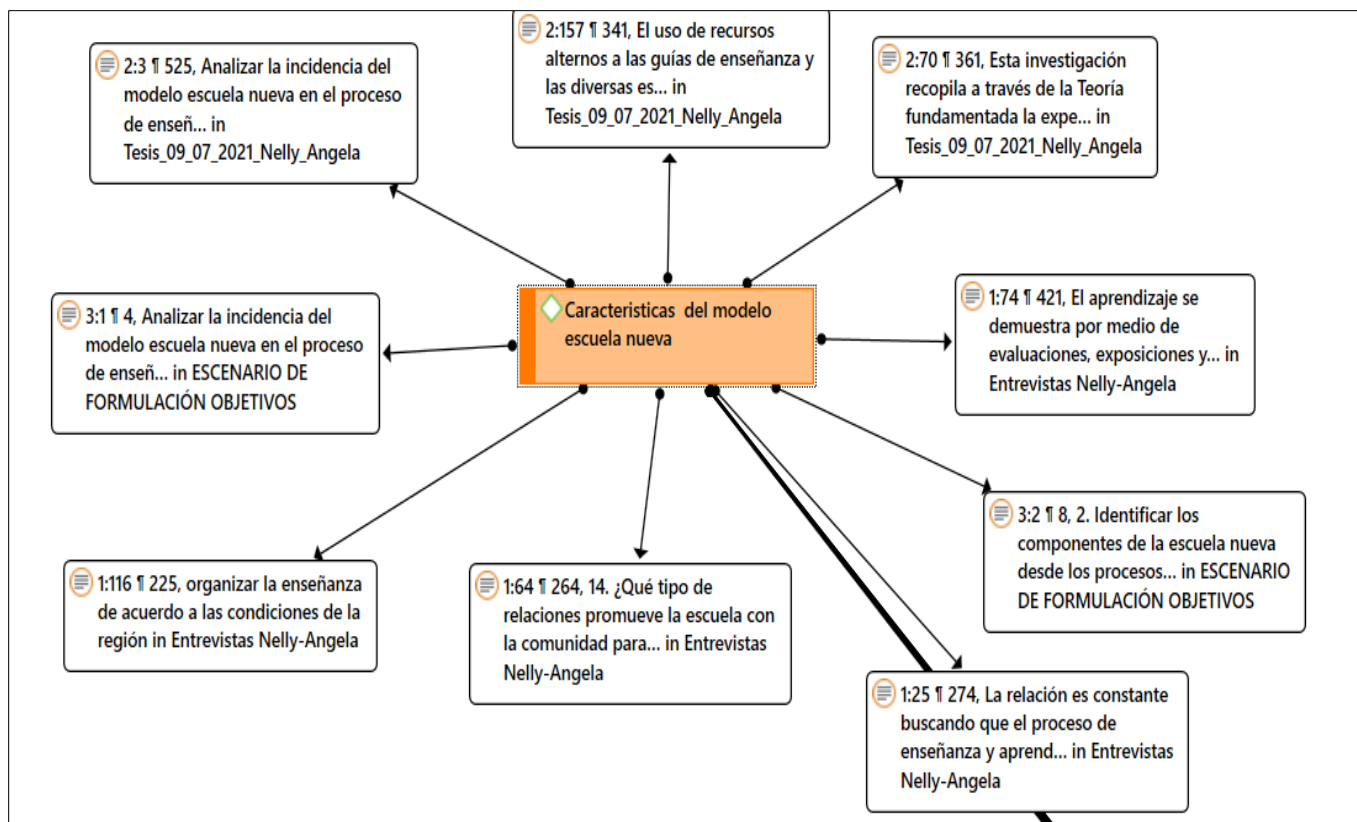 2:3 ¶ 525, Analizar la incidencia del
modelo escuela nueva en el proceso
de enseñ... in
Tesis_09_07_2021_Nelly_Angela
2:157 ¶ 341, El uso de recursos
alternos a las guías de enseñanza y
las diversas es... in
Tesis_09_07_2021_Nelly_Angela
2:70 ¶ 361, Esta investigación
recopila a través de la Teoría
fundamentada la expe... in
Tesis_09_07_2021_Nelly_Angela
3:1 ¶ 4, Analizar la incidencia del
modelo escuela nueva en el proceso
de enseñ... in ESCENARIO DE
FORMULACIÓN OBJETIVOS
Caracteristicas del modelo
escuela nueva
1:74 ¶ 421, El aprendizaje se
demuestra por medio de
evaluaciones, exposiciones y... in
Entrevistas Nelly-Angela
1:116 ¶ 225, organizar la enseñanza
de acuerdo a las condiciones de la
región in Entrevistas Nelly-Angela
1:64 ¶ 264, 14. ¿Qué tipo de
relaciones promueve la escuela con
la comunidad para... in Entrevistas
Nelly-Angela
3:2 ¶ 8, 2. Identificar los
componentes de la escuela nueva
desde los procesos... in ESCENARIO
DE FORMULACIÓN OBJETIVOS
1:25 ¶ 274, La relación es constante
buscando que el proceso de
enseñanza y aprend... in Entrevistas
Nelly-Angela